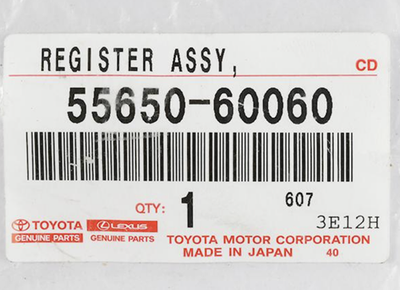 REGISTER ASSY,
CD
55650-60060
QTY: 1 607
3E12H
TOYOTA LEXUS
GENUINE PARTS GENUINE PARTS
TOYOTA MOTOR CORPORATION
MADE IN JAPAN 40